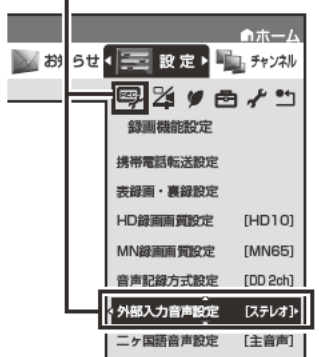 ホーム
お知らせ 設定 チャンネル
REC
録画機能設定
携帯電話転送設定
表録画・裏録設定
HD録画画質設定 [HD10]
MN録画画質設定 [MN65]
音声記録方式設定 [DD 2ch]
外部入力音声設定 [ステレオ]
二ヶ国語音声設定 [主音声]